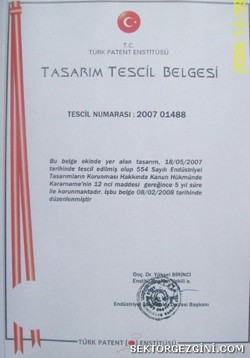 T.C.
TÜRK PATENT ENSTİTÜSÜ
TASARIM TESCİL BELGESİ
TESCİL NUMARASI : 2007 01488
Bu belge ekinde yer alan tasarım, 18/05/2007
tarihinde tescil edilmiş olup 554 Sayılı Endüstriyel
Tasarımların Korunması Hakkında Kanun Hükmünde
Kararname'nin 12 nci maddesi gereğince 5 yıl süre
ile korunmaktadır. İşbu belge 08/02/2008 tarihinde
düzenlenmiştir
Doç. Dr. Yüksel BİRİNCİ
Endüstriyel Dairesi Başkanı
TÜRK PATENT ENSTİTÜSÜ
SEKTORGEZGINI.COM